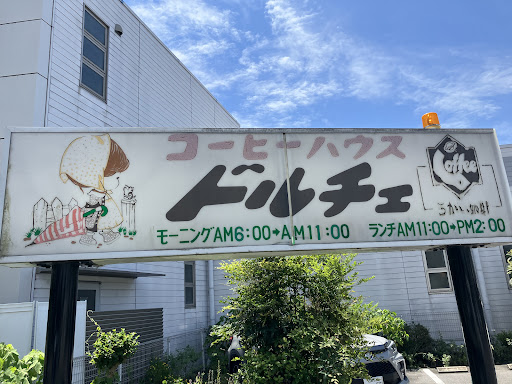 コーヒーハウス
ドルチェ
モーニングAM6:00→AM11:00
ランチAM11:00→PM2:00
Coffee